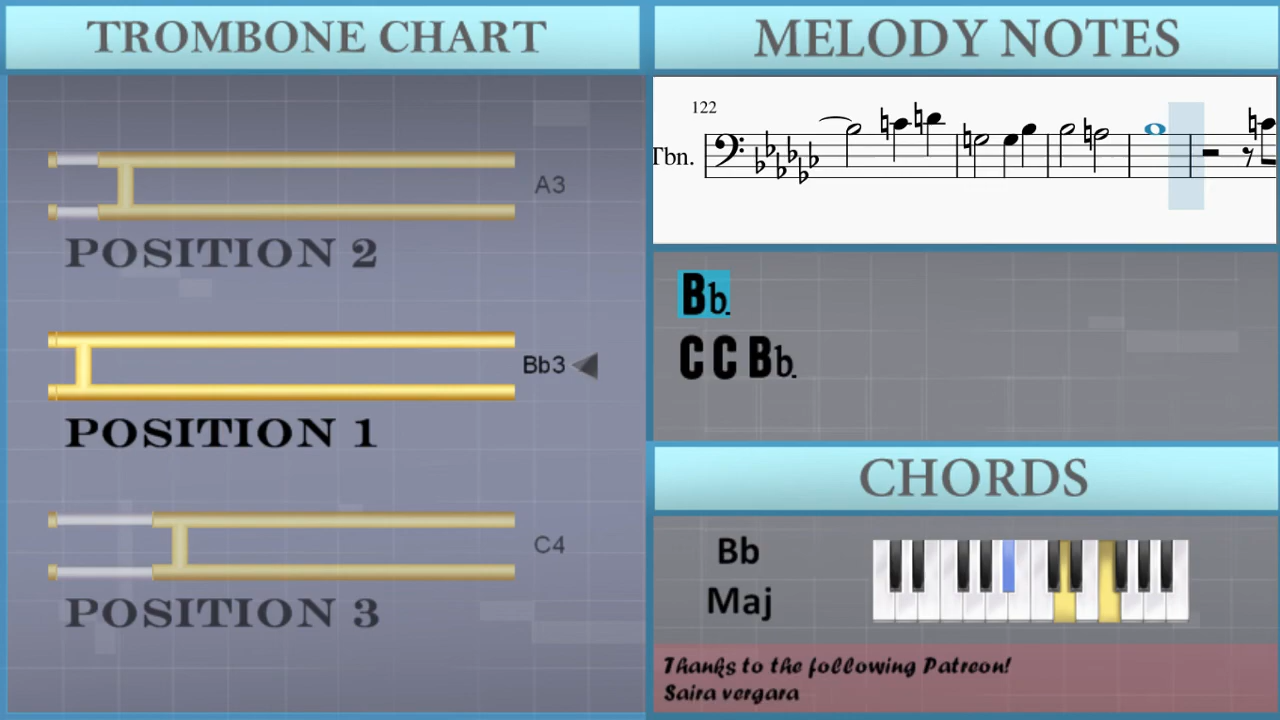 TROMBONE CHART
A3
POSITION 2
Bb3
POSITION 1
C4
POSITION 3
MELODY NOTES
122
Tbn.
Bb.
C C Bb.
CHORDS
Bb
Maj
Thanks to the following Patreon!
Saira vergara